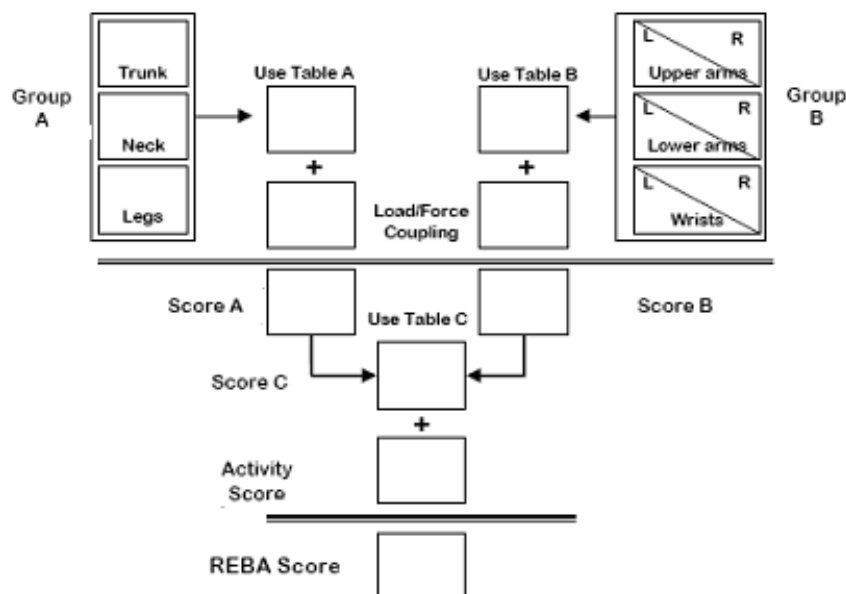 Group
A
Trunk
Neck
Legs
Use Table A
+
Use Table B
+
L R
Upper arms
L R
Lower arms
L R
Wrists
Group
B
Load/Force
Coupling
Score A
Score B
Use Table C
Score C
+
Activity
Score
REBA Score